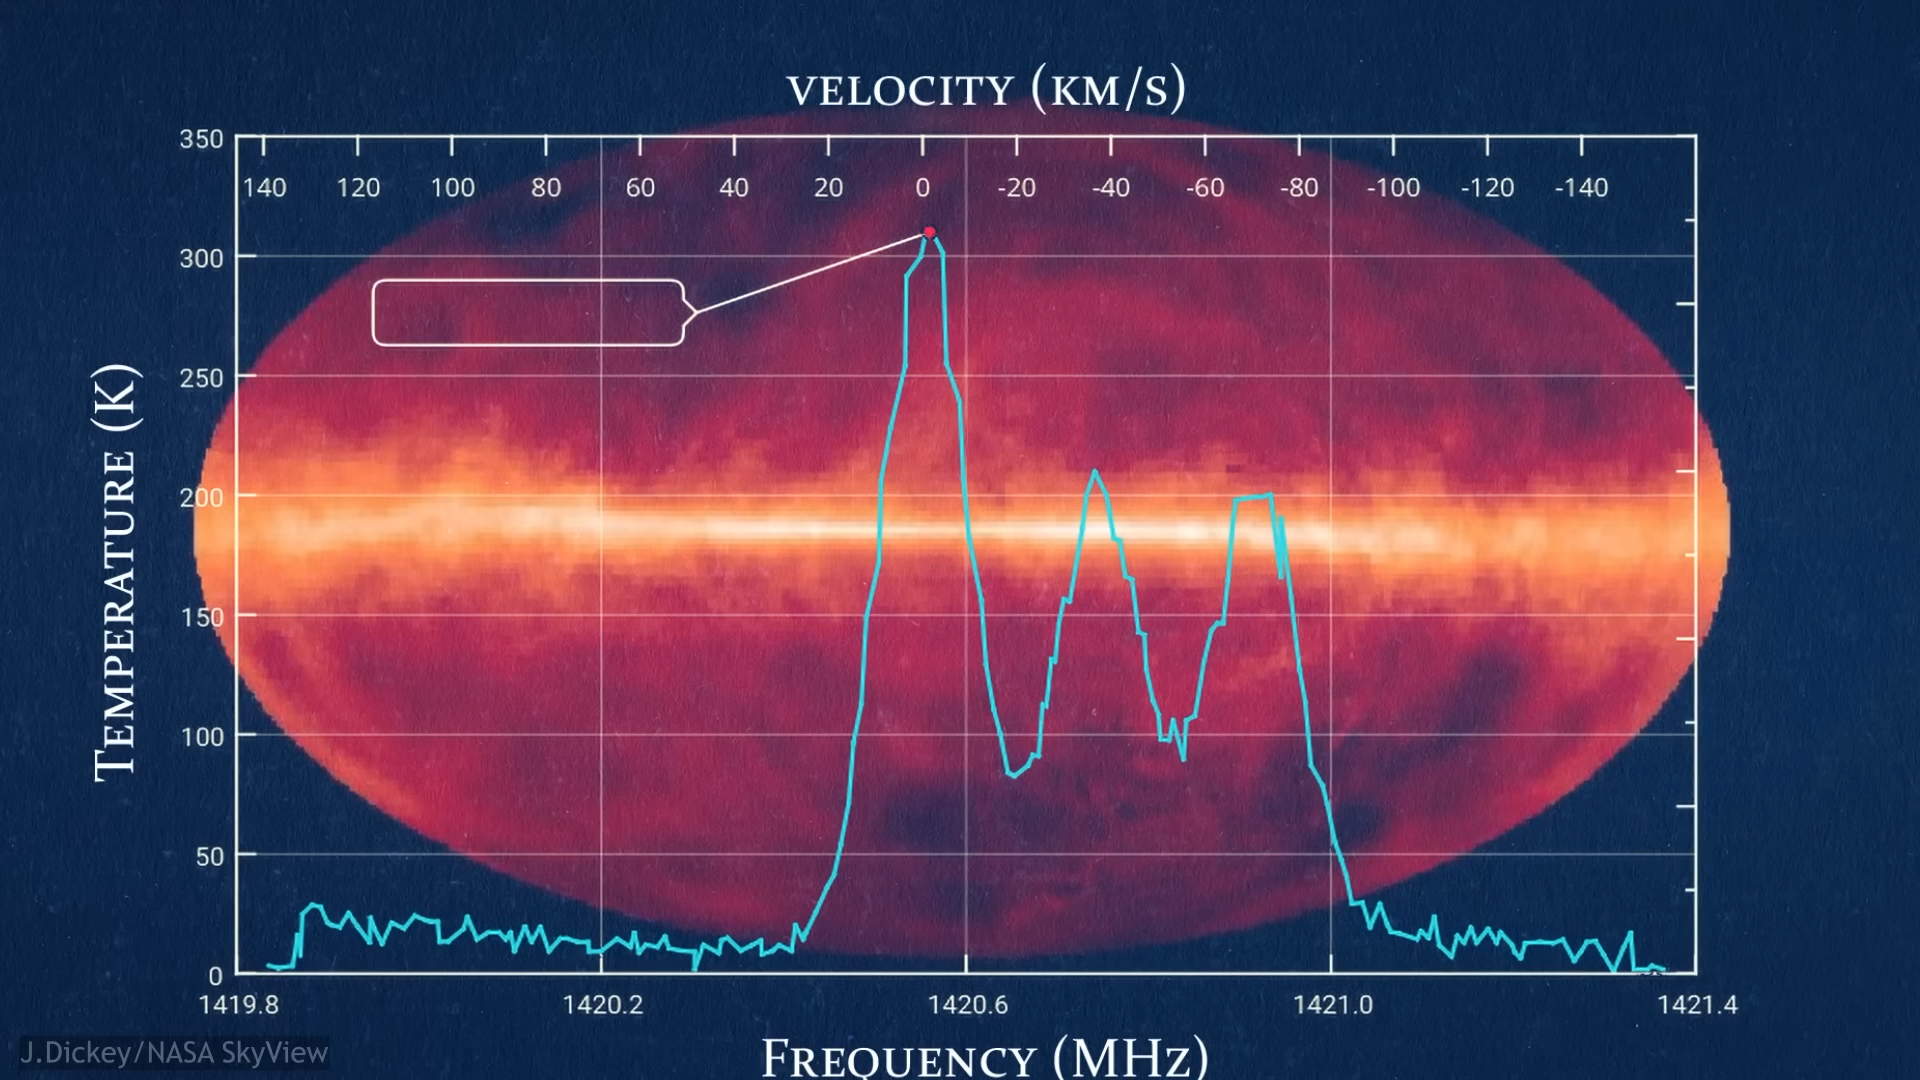 VELOCITY (KM/S)
350
140 120 100 80 60 40 20 0 -20 -40 -60 -80 -100 -120 -140
300
250
200
150
100
50
0
TEMPERATURE (K)
1419.8 1420.2 1420.6 1421.0 1421.4
FREQUENCY (MHZ)
J.Dickey/NASA SkyView